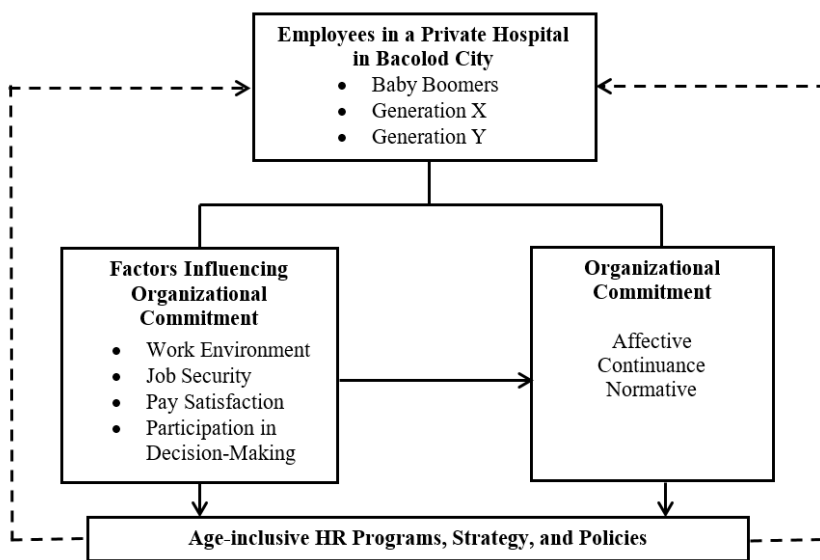 Employees in a Private Hospital
in Bacolod City
• Baby Boomers
• Generation X
• Generation Y
Factors Influencing
Organizational
Commitment
• Work Environment
• Job Security
• Pay Satisfaction
• Participation in
Decision-Making
Organizational
Commitment
Affective
Continuance
Normative
Age-inclusive HR Programs, Strategy, and Policies